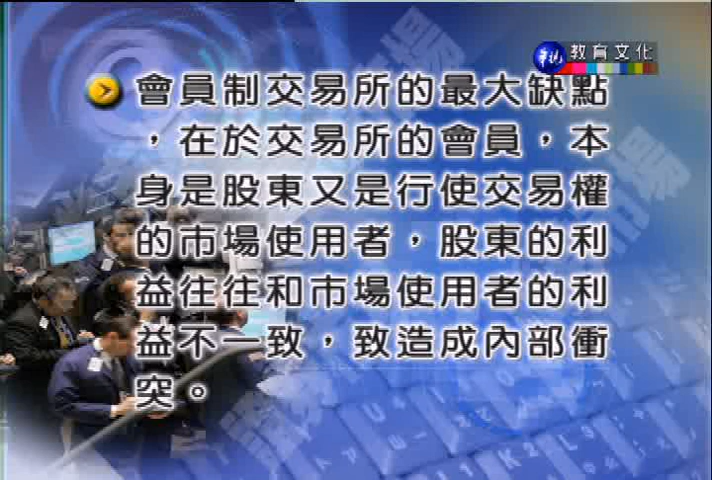 華視 教育文化
會員制交易所的最大缺點
，在於交易所的會員，本
身是股東又是行使交易權
的市場使用者，股東的利
益往往和市場使用者的利
益不一致，致造成內部衝
突。